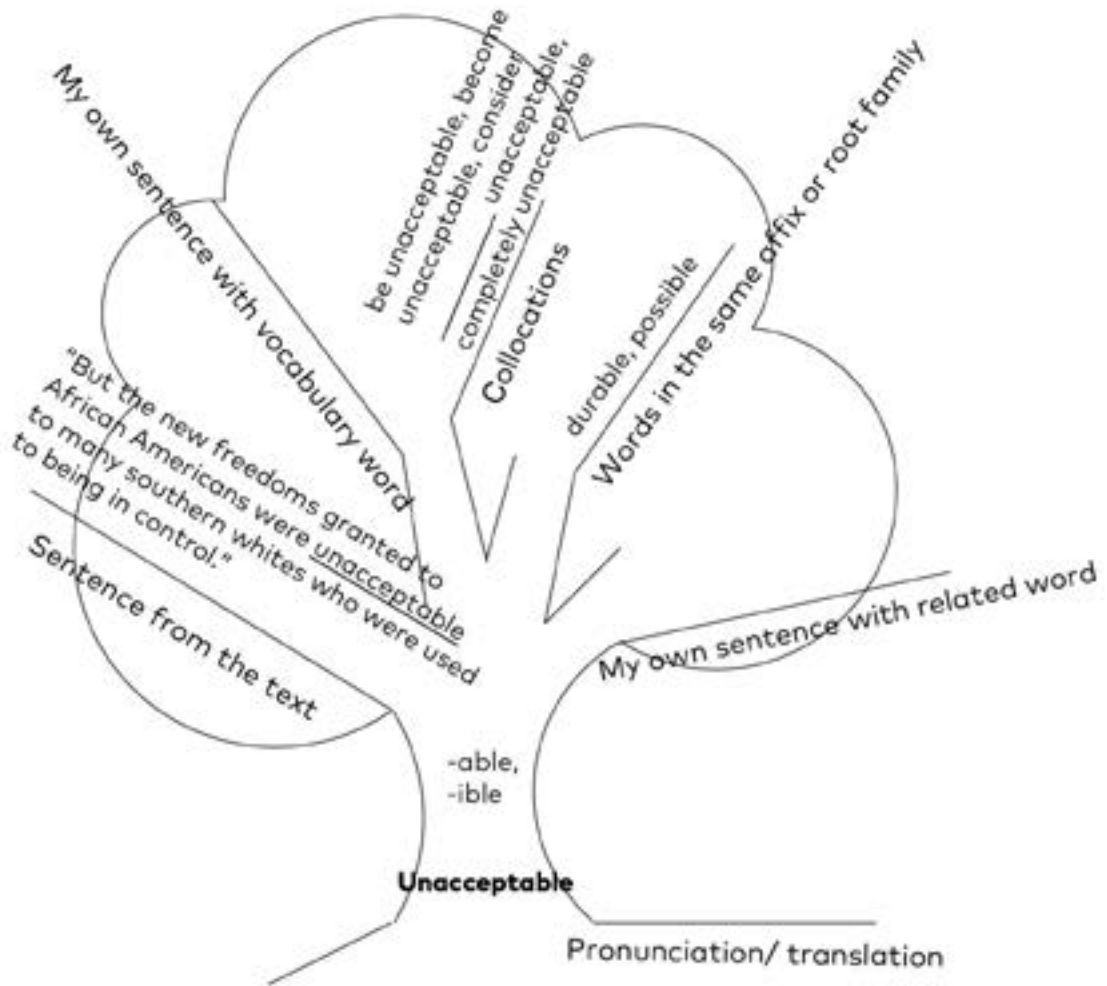 My own sentence with vocabulary word
be unacceptable, become
unacceptable, consider
unacceptable,
completely unacceptable
Collocations
durable, possible
Words in the same affix or root family
“But the new freedoms granted to
African Americans were unacceptable
to many southern whites who were used
to being in control.”
Sentence from the text
My own sentence with related word
-able,
-ible
Unacceptable
Pronunciation/ translation